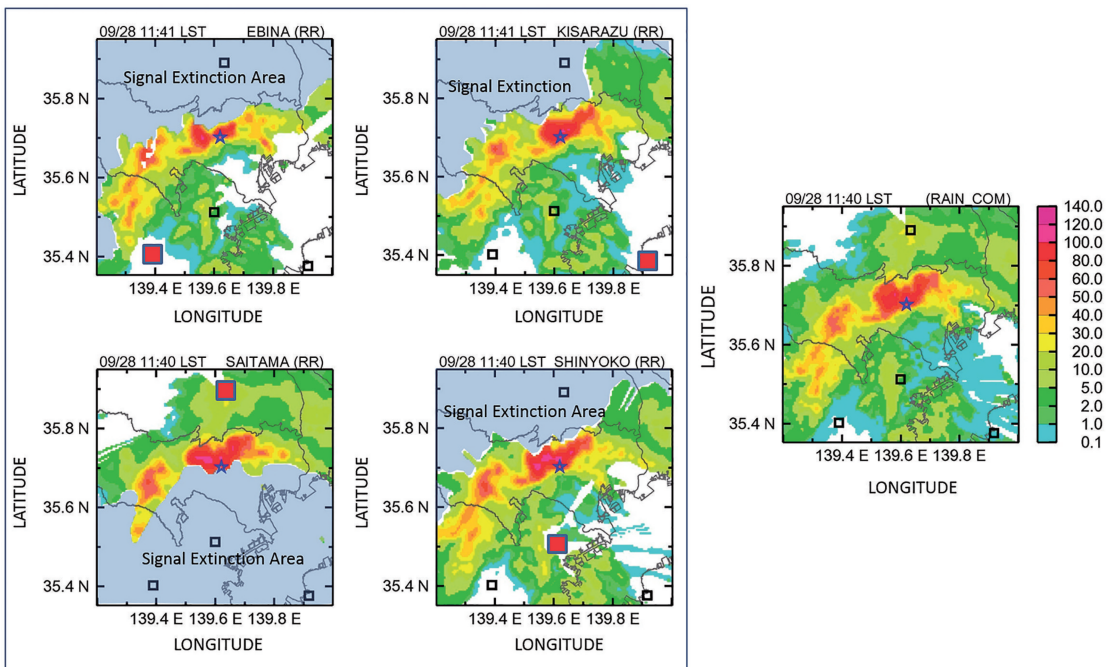 09/28 11:41 LST EBINA (RR)
Signal Extinction Area
LATITUDE
35.8 N
35.6 N
35.4 N
139.4 E 139.6 E 139.8 E
LONGITUDE
09/28 11:41 LST KISARAZU (RR)
Signal Extinction
LATITUDE
35.8 N
35.6 N
35.4 N
139.4 E 139.6 E 139.8 E
LONGITUDE
09/28 11:40 LST SAITAMA (RR)
LATITUDE
35.8 N
35.6 N
35.4 N
Signal Extinction Area
139.4 E 139.6 E 139.8 E
LONGITUDE
09/28 11:40 LST SHINYOKO (RR)
Signal Extinction Area
LATITUDE
35.8 N
35.6 N
35.4 N
139.4 E 139.6 E 139.8 E
LONGITUDE
09/28 11:40 LST (RAIN_COM)
LATITUDE
35.8 N
35.6 N
35.4 N
139.4 E 139.6 E 139.8 E
LONGITUDE
140.0
120.0
100.0
80.0
60.0
50.0
40.0
30.0
20.0
10.0
5.0
2.0
1.0
0.1